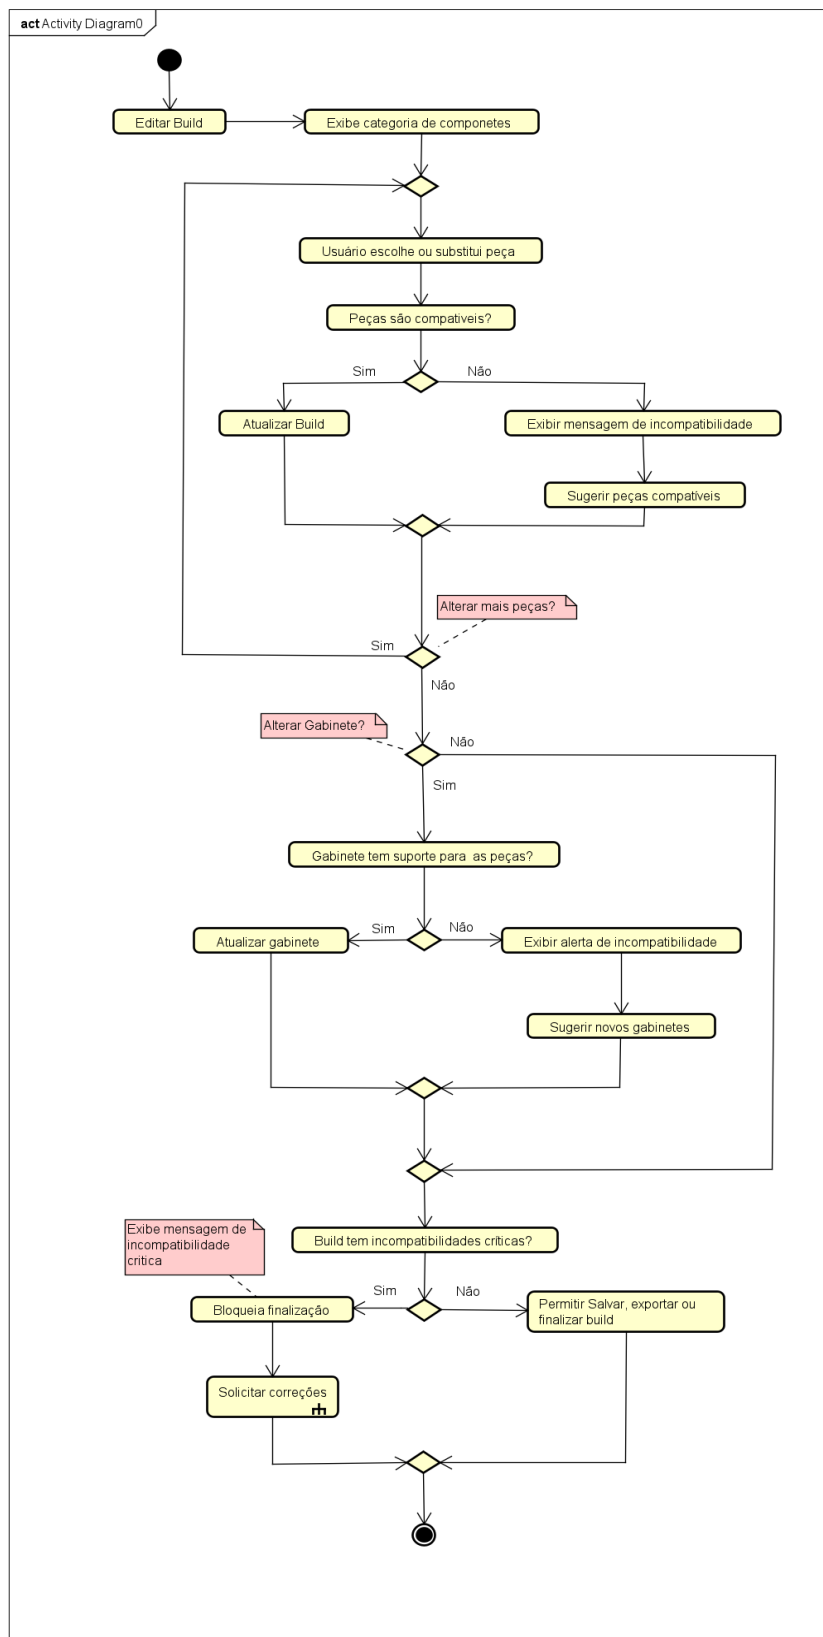 act Activity Diagram0
Editar Build
Exibe categoria de componetes
Usuário escolhe ou substitui peça
Peças são compativeis?
Sim
Não
Atualizar Build
Exibir mensagem de incompatibilidade
Sugerir peças compatíveis
Alterar mais peças?
Sim
Não
Alterar Gabinete?
Não
Sim
Gabinete tem suporte para  as peças?
Atualizar gabinete
Sim
Não
Exibir alerta de incompatibilidade
Sugerir novos gabinetes
Exibe mensagem de
incompatibilidade
critica
Build tem incompatibilidades críticas?
Sim
Não
Bloqueia finalização
Permitir Salvar, exportar ou
finalizar build
Solicitar correções